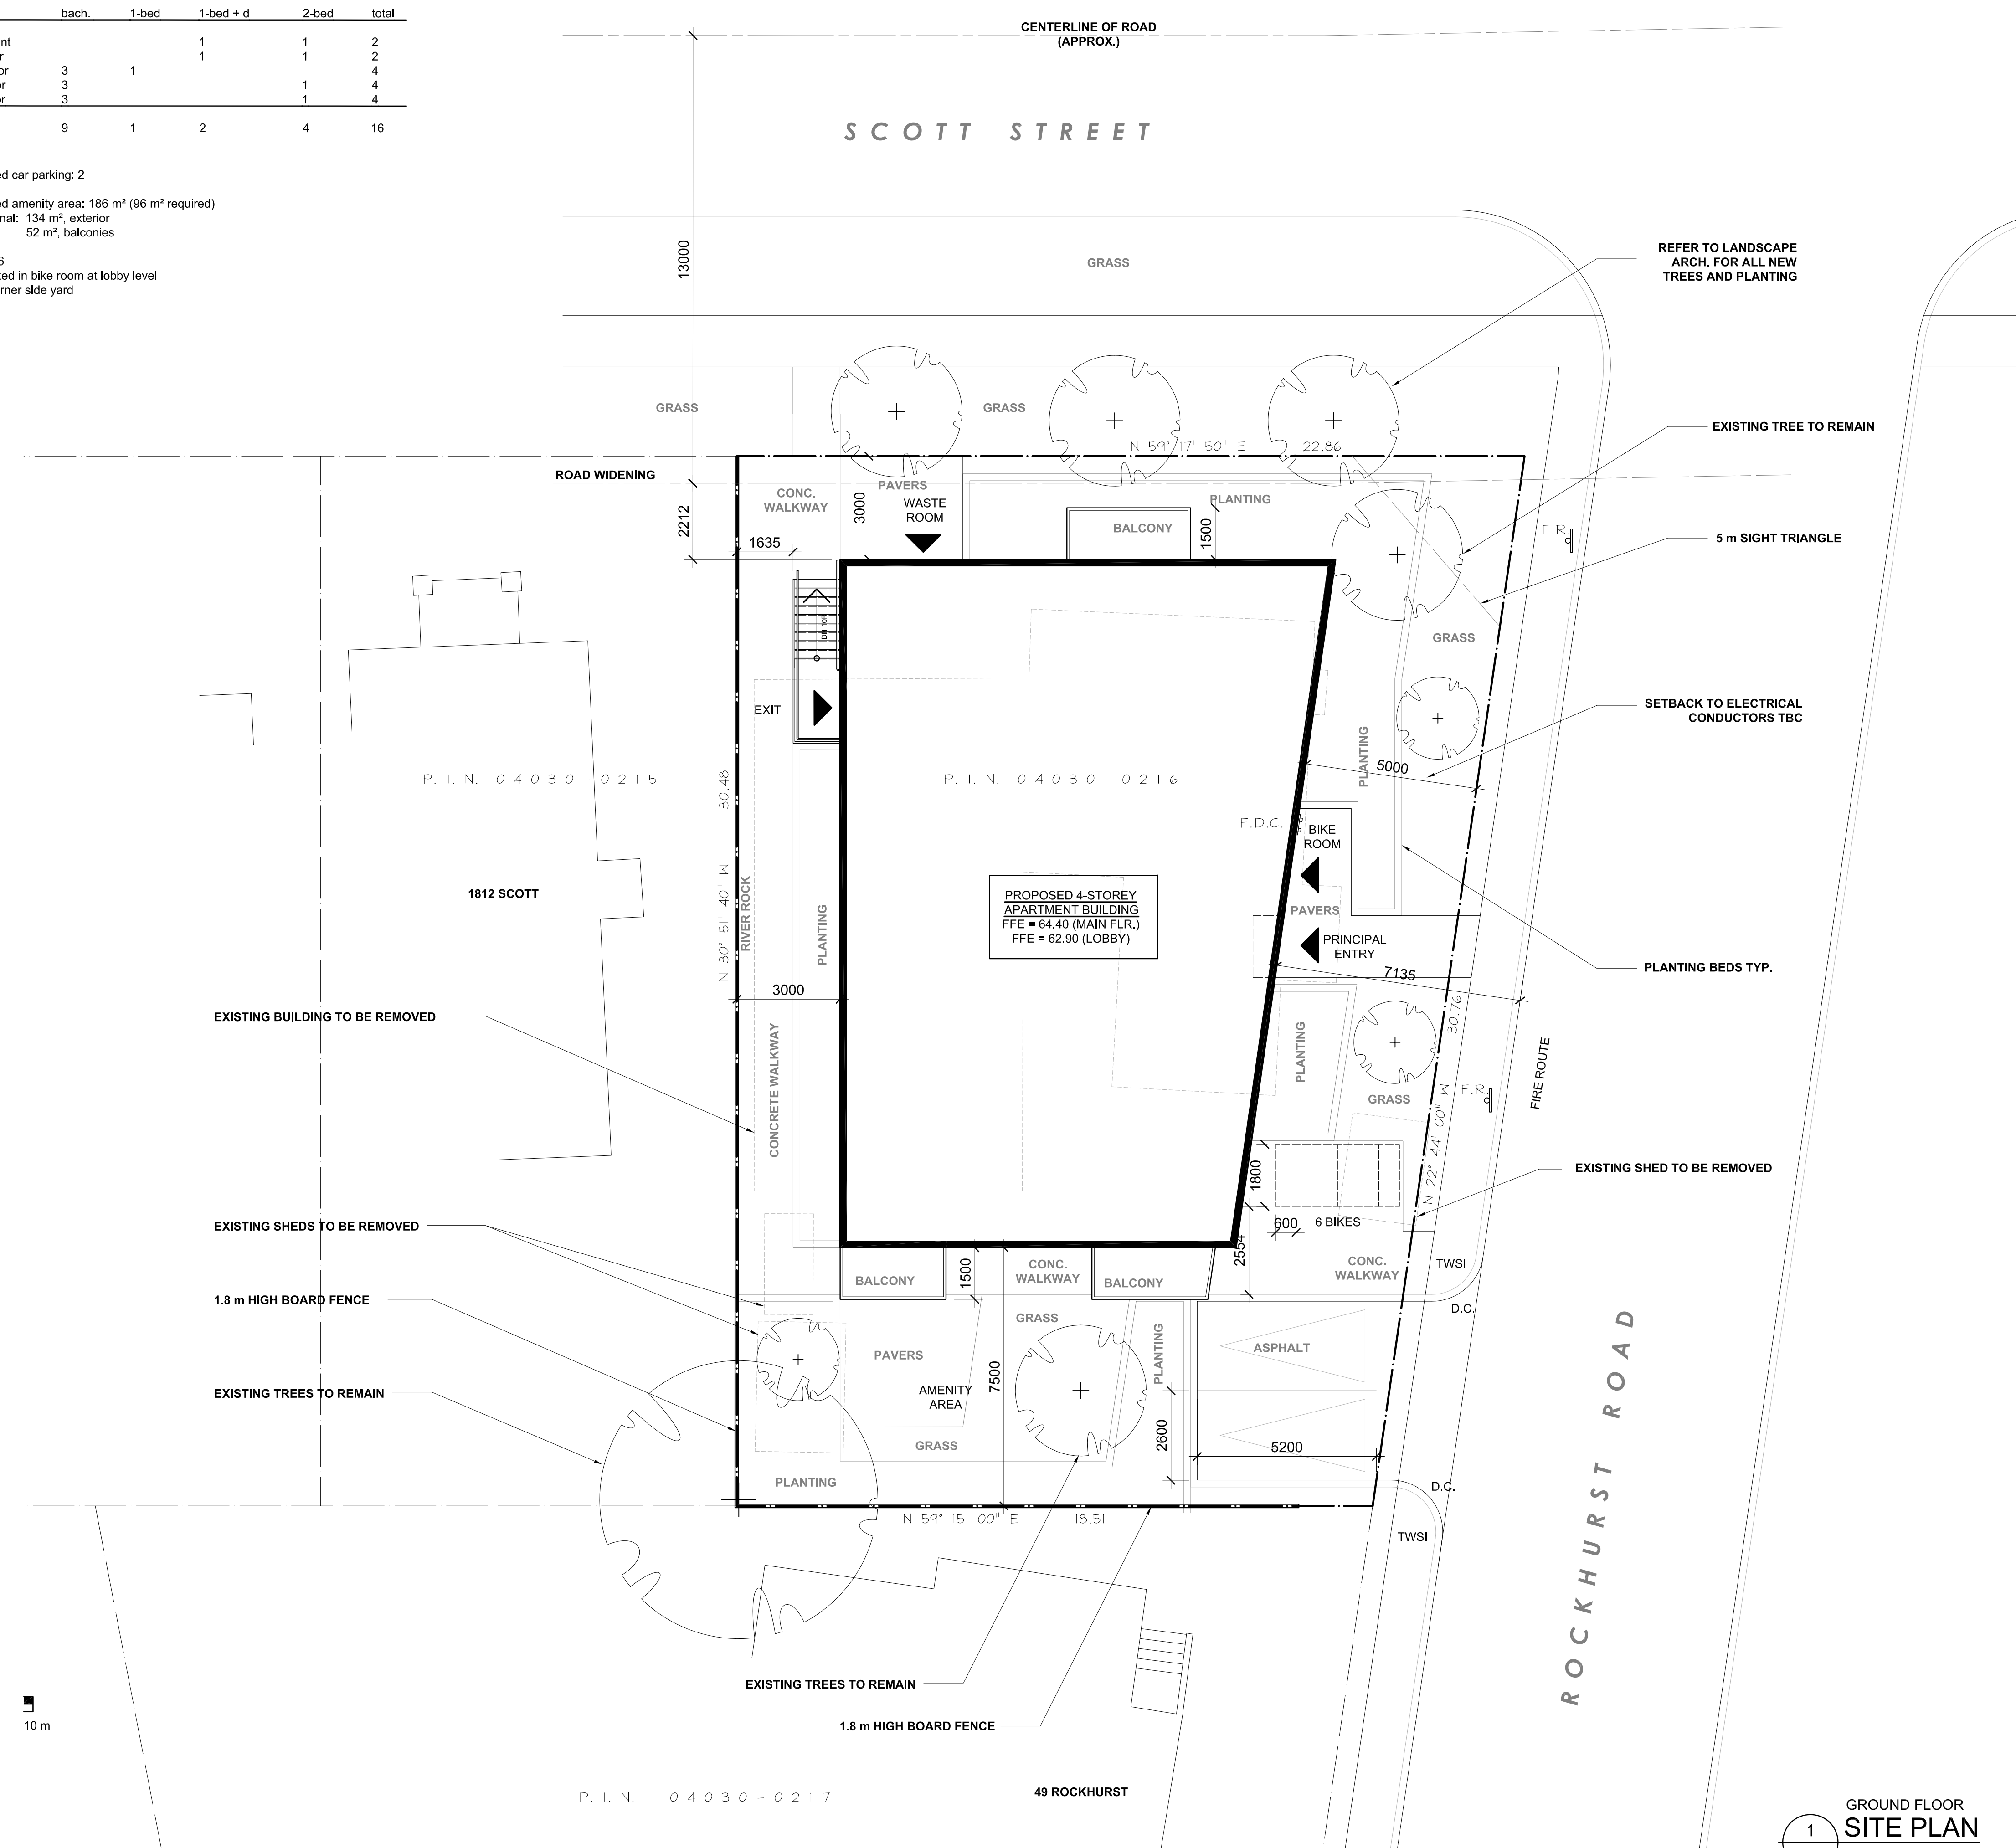 bach. 1-bed 1-bed + d 2-bed total
nt 1 1 2
r 1 1 2
or 3 1 4
or 3 1 4
or 3 1 4
9 1 2 4 16
ed car parking: 2
ed amenity area: 186 m² (96 m² required)
nal: 134 m², exterior
52 m², balconies
6
ked in bike room at lobby level
rner side yard
CENTERLINE OF ROAD
(APPROX.)
SCOTT STREET
13000
GRASS
REFER TO LANDSCAPE
ARCH. FOR ALL NEW
TREES AND PLANTING
GRASS
GRASS
EXISTING TREE TO REMAIN
N 59° 17' 50" E 22.86
ROAD WIDENING
CONC.
WALKWAY
PAVERS
WASTE
ROOM
3000
2212
1635
BALCONY
1500
PLANTING
F.R.
5 m SIGHT TRIANGLE
DN 10R
GRASS
EXIT
SETBACK TO ELECTRICAL
CONDUCTORS TBC
PLANTING
5000
P. I. N. 04030-0215
30.48
P. I. N. 04030-0216
F.D.C.
BIKE
ROOM
1812 SCOTT
N 30° 51' 40" W
RIVER ROCK
PLANTING
PROPOSED 4-STOREY
APARTMENT BUILDING
FFE = 64.40 (MAIN FLR.)
FFE = 62.90 (LOBBY)
PAVERS
PRINCIPAL
ENTRY
7135
PLANTING BEDS TYP.
3000
30.76
EXISTING BUILDING TO BE REMOVED
CONCRETE WALKWAY
PLANTING
GRASS
F.R.
FIRE ROUTE
N 22° 44' 00" W
1800
EXISTING SHED TO BE REMOVED
600
6 BIKES
2554
EXISTING SHEDS TO BE REMOVED
BALCONY
1500
CONC.
WALKWAY
BALCONY
CONC.
WALKWAY
TWSI
1.8 m HIGH BOARD FENCE
D.C.
GRASS
PLANTING
ASPHALT
PAVERS
7500
AMENITY
AREA
EXISTING TREES TO REMAIN
GRASS
2600
5200
PLANTING
D.C.
N 59° 15' 00" E 18.51
TWSI
ROCKHURST ROAD
EXISTING TREES TO REMAIN
1.8 m HIGH BOARD FENCE
10 m
P. I. N. 04030-0217
49 ROCKHURST
GROUND FLOOR
1 SITE PLAN